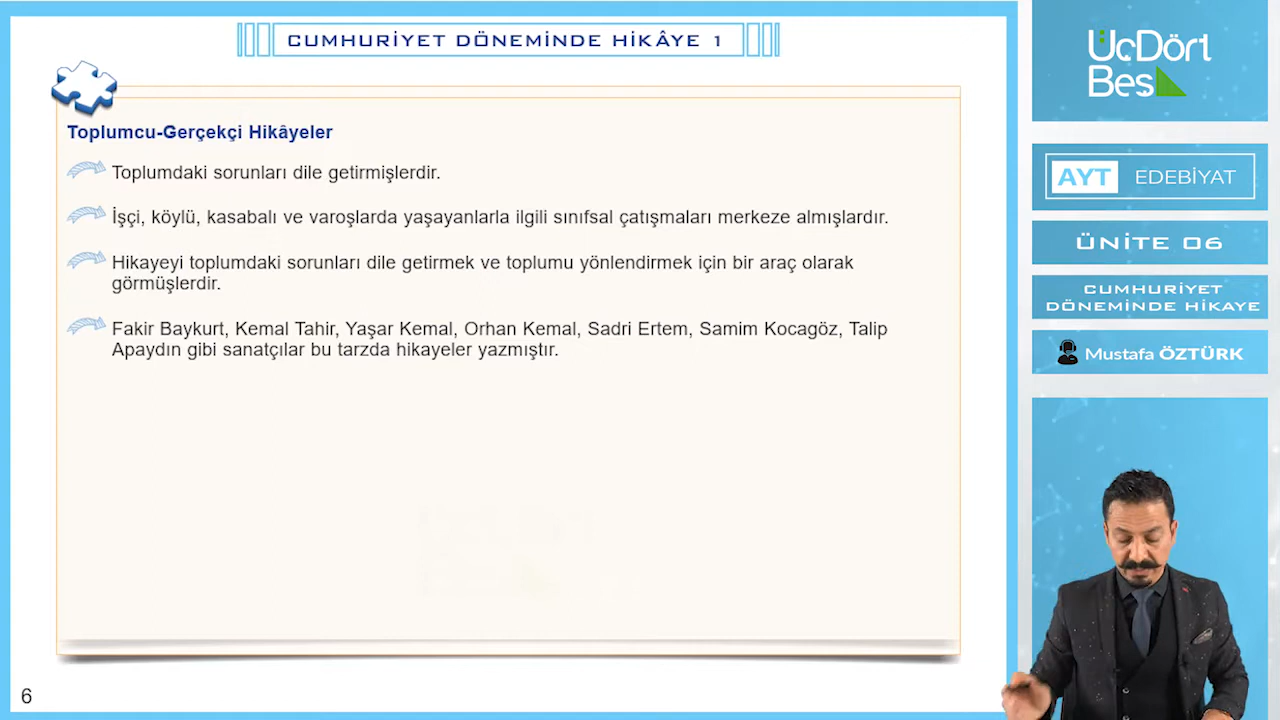 CUMHURİYET DÖNEMİNDE HİKÂYE 1
Toplumcu-Gerçekçi Hikâyeler
Toplumdaki sorunları dile getirmişlerdir.
İşçi, köylü, kasabalı ve varoşlarda yaşayanlarla ilgili sınıfsal çatışmaları merkeze almışlardır.
Hikayeyi toplumdaki sorunları dile getirmek ve toplumu yönlendirmek için bir araç olarak
görmüşlerdir.
Fakir Baykurt, Kemal Tahir, Yaşar Kemal, Orhan Kemal, Sadri Ertem, Samim Kocagöz, Talip
Apaydın gibi sanatçılar bu tarzda hikayeler yazmıştır.
6
ÜçDört
Beş
AYT EDEBİYAT
ÜNİTE 06
CUMHURİYET
DÖNEMİNDE HİKAYE
Mustafa ÖZTÜRK